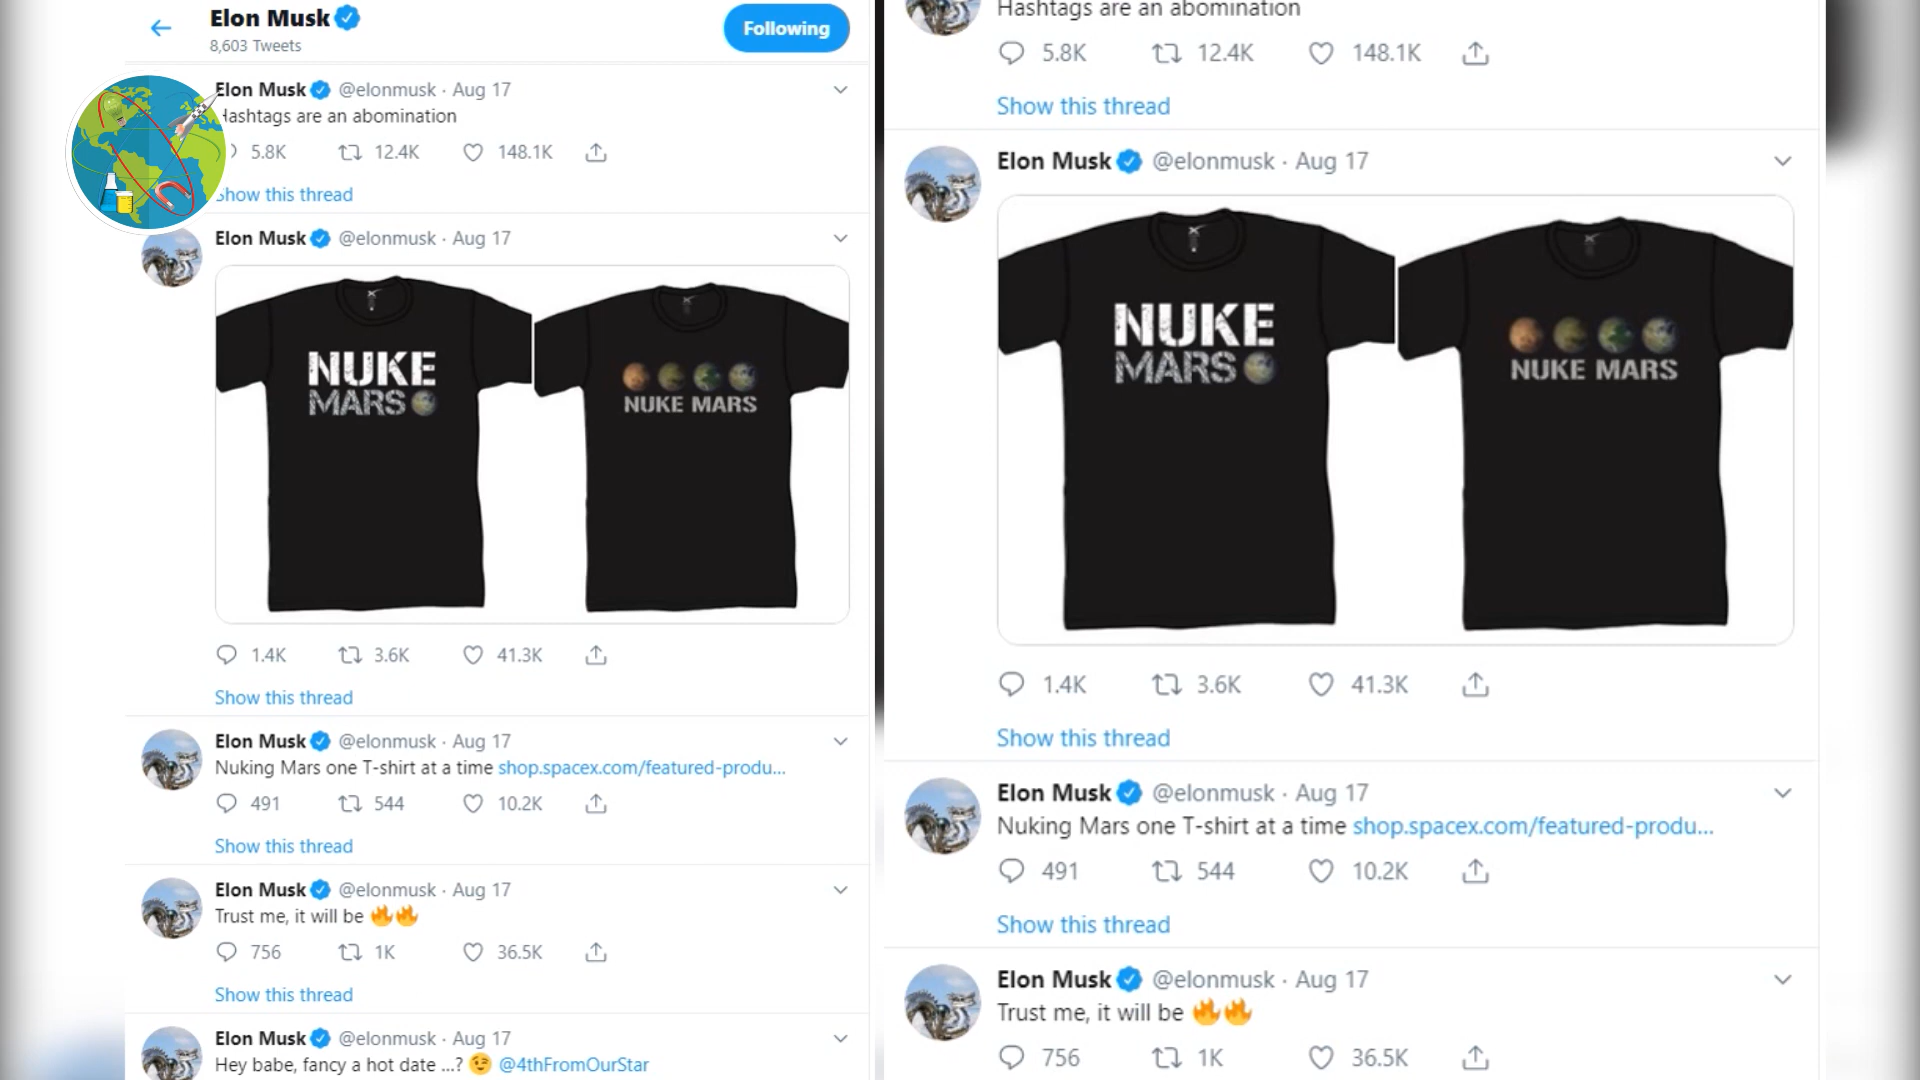 Elon Musk
8,603 Tweets
Following
Elon Musk @elonmusk · Aug 17
Hashtags are an abomination
5.8K 12.4K 148.1K
Show this thread
Elon Musk @elonmusk · Aug 17
NUKE
MARS
NUKE MARS
1.4K 3.6K 41.3K
Show this thread
Elon Musk @elonmusk · Aug 17
Nuking Mars one T-shirt at a time shop.spacex.com/featured-produ...
491 544 10.2K
Show this thread
Elon Musk @elonmusk · Aug 17
Trust me, it will be 🔥🔥
756 1K 36.5K
Show this thread
Elon Musk @elonmusk · Aug 17
Hey babe, fancy a hot date ...? 😉 @4thFromOurStar
Hashtags are an abomination
5.8K 12.4K 148.1K
Show this thread
Elon Musk @elonmusk · Aug 17
NUKE
MARS
NUKE MARS
1.4K 3.6K 41.3K
Show this thread
Elon Musk @elonmusk · Aug 17
Nuking Mars one T-shirt at a time shop.spacex.com/featured-produ...
491 544 10.2K
Show this thread
Elon Musk @elonmusk · Aug 17
Trust me, it will be 🔥🔥
756 1K 36.5K